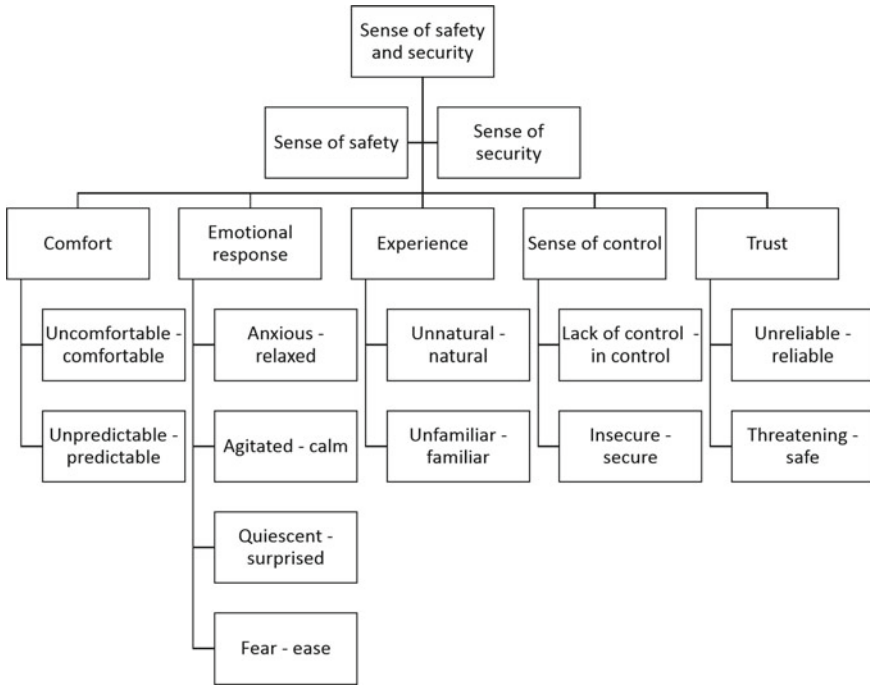 Sense of safety
and security
Sense of safety
Sense of
security
Comfort
Emotional
response
Experience
Sense of control
Trust
Uncomfortable -
comfortable
Anxious -
relaxed
Unnatural -
natural
Lack of control  -
in control
Unreliable -
reliable
Unpredictable -
predictable
Agitated - calm
Unfamiliar -
familiar
Insecure -
secure
Threatening -
safe
Quiescent -
surprised
Fear - ease